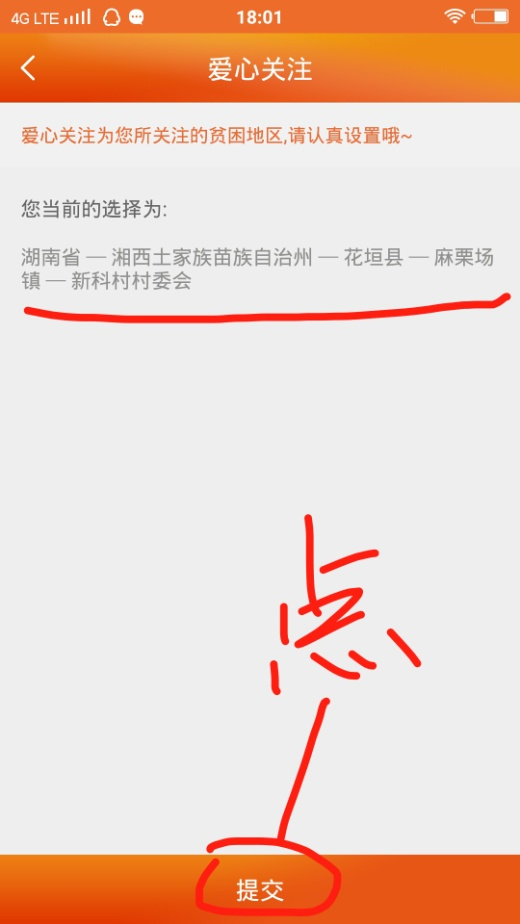 4G LTE 18:01
爱心关注
爱心关注为您所关注的贫困地区,请认真设置哦~
您当前的选择为:
湖南省 — 湘西土家族苗族自治州 — 花垣县 — 麻栗场
镇 — 新科村村委会
点
提交